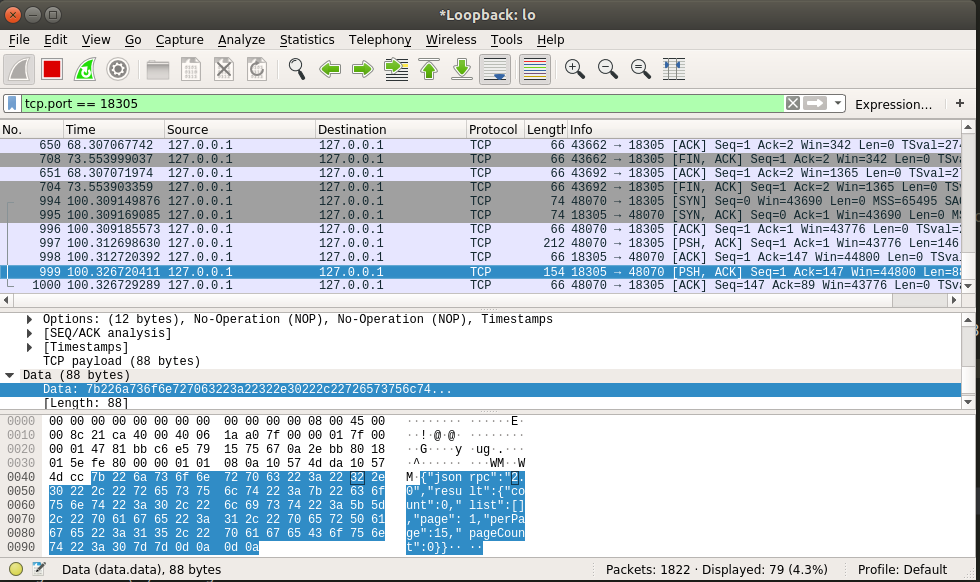 *Loopback: lo
File Edit View Go Capture Analyze Statistics Telephony Wireless Tools Help
tcp.port == 18305 Expression... +
No. Time Source Destination Protocol Length Info
650 68.307067742 127.0.0.1 127.0.0.1 TCP 66 43662 → 18305 [ACK] Seq=1 Ack=2 Win=342 Len=0 TSval=274
708 73.553999037 127.0.0.1 127.0.0.1 TCP 66 43662 → 18305 [FIN, ACK] Seq=1 Ack=2 Win=342 Len=0 TSv
651 68.307071974 127.0.0.1 127.0.0.1 TCP 66 43692 → 18305 [ACK] Seq=1 Ack=2 Win=1365 Len=0 TSval=27
704 73.553903359 127.0.0.1 127.0.0.1 TCP 66 43692 → 18305 [FIN, ACK] Seq=1 Ack=2 Win=1365 Len=0 TS
994 100.309149876 127.0.0.1 127.0.0.1 TCP 74 48070 → 18305 [SYN] Seq=0 Win=43690 Len=0 MSS=65495 SA
995 100.309169085 127.0.0.1 127.0.0.1 TCP 74 18305 → 48070 [SYN, ACK] Seq=0 Ack=1 Win=43690 Len=0 M
996 100.309185573 127.0.0.1 127.0.0.1 TCP 66 48070 → 18305 [ACK] Seq=1 Ack=1 Win=43776 Len=0 TSval=
997 100.312698630 127.0.0.1 127.0.0.1 TCP 212 48070 → 18305 [PSH, ACK] Seq=1 Ack=1 Win=43776 Len=146
998 100.312720392 127.0.0.1 127.0.0.1 TCP 66 18305 → 48070 [ACK] Seq=1 Ack=147 Win=44800 Len=0 TSva
999 100.326720411 127.0.0.1 127.0.0.1 TCP 154 18305 → 48070 [PSH, ACK] Seq=1 Ack=147 Win=44800 Len=8
1000 100.326729289 127.0.0.1 127.0.0.1 TCP 66 48070 → 18305 [ACK] Seq=147 Ack=89 Win=43776 Len=0 TSv
Options: (12 bytes), No-Operation (NOP), No-Operation (NOP), Timestamps
[SEQ/ACK analysis]
[Timestamps]
TCP payload (88 bytes)
Data (88 bytes)
Data: 7b226a736f6e727063223a22322e30222c22726573756c74...
[Length: 88]
0000 00 00 00 00 00 00 00 00 00 00 00 00 08 00 45 00 ········ ······E·
0010 00 8c 21 ca 40 00 40 06 1a a0 7f 00 00 01 7f 00 ··!·@·@· ········
0020 00 01 47 81 bb c6 e5 79 15 75 67 0a 2e bb 80 18 ··G····y ·ug·.···
0030 01 5e fe 80 00 00 01 01 08 0a 10 57 4d da 10 57 ·^······ ···WM··W
0040 4d cc 7b 22 6a 73 6f 6e 72 70 63 22 3a 22 32 2e M·{"json rpc":"2.
0050 30 22 2c 22 72 65 73 75 6c 74 22 3a 7b 22 63 6f 0","resu lt":{"co
0060 75 6e 74 22 3a 30 2c 22 6c 69 73 74 22 3a 5b 5d unt":0," list":[]
0070 2c 22 70 61 67 65 22 3a 31 2c 22 70 65 72 50 61 ,"page": 1,"perPa
0080 67 65 22 3a 31 35 2c 22 70 61 67 65 43 6f 75 6e ge":15," pageCoun
0090 74 22 3a 30 7d 7d 0d 0a 0d 0a t":0}}·· ··
Data (data.data), 88 bytes Packets: 1822 · Displayed: 79 (4.3%) Profile: Default